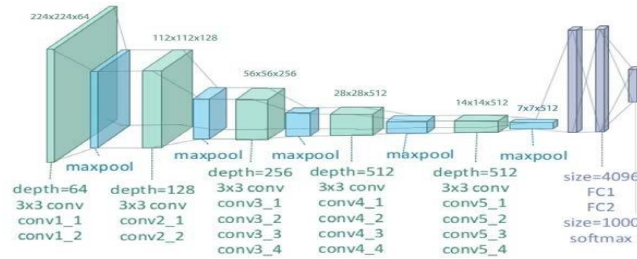 224x224x64
112x112x128
56x56x256
28x28x512
14x14x512
7x7x512
maxpool
maxpool
maxpool
maxpool
maxpool
depth=64
3x3 conv
conv1_1
conv1_2
depth=128
3x3 conv
conv2_1
conv2_2
depth=256
3x3 conv
conv3_1
conv3_2
conv3_3
conv3_4
depth=512
3x3 conv
conv4_1
conv4_2
conv4_3
conv4_4
depth=512
3x3 conv
conv5_1
conv5_2
conv5_3
conv5_4
size=4096
FC1
FC2
size=1000
softmax